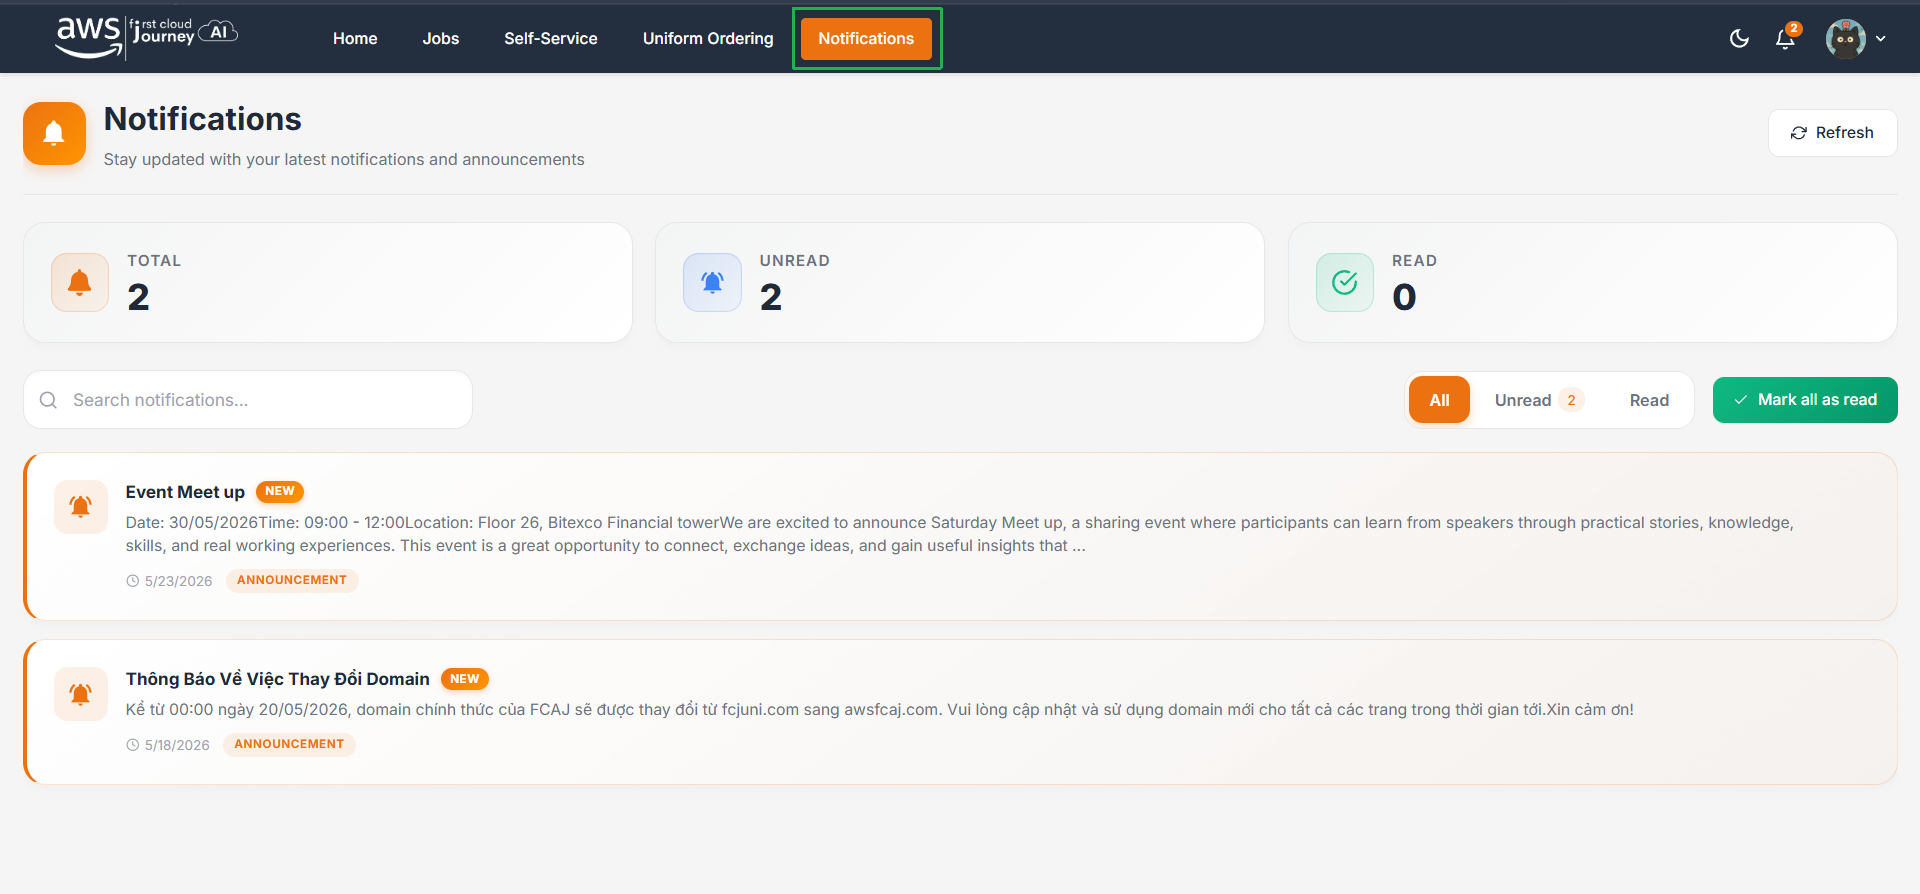 aws first cloud journey AI
Home
Jobs
Self-Service
Uniform Ordering
Notifications
2
Notifications
Stay updated with your latest notifications and announcements
Refresh
TOTAL
2
UNREAD
2
READ
0
Search notifications...
All
Unread 2
Read
Mark all as read
Event Meet up NEW
Date: 30/05/2026Time: 09:00 - 12:00Location: Floor 26, Bitexco Financial towerWe are excited to announce Saturday Meet up, a sharing event where participants can learn from speakers through practical stories, knowledge,
skills, and real working experiences. This event is a great opportunity to connect, exchange ideas, and gain useful insights that ...
5/23/2026 ANNOUNCEMENT
Thông Báo Về Việc Thay Đổi Domain NEW
Kể từ 00:00 ngày 20/05/2026, domain chính thức của FCAJ sẽ được thay đổi từ fcjuni.com sang awsfcaj.com. Vui lòng cập nhật và sử dụng domain mới cho tất cả các trang trong thời gian tới.Xin cảm ơn!
5/18/2026 ANNOUNCEMENT